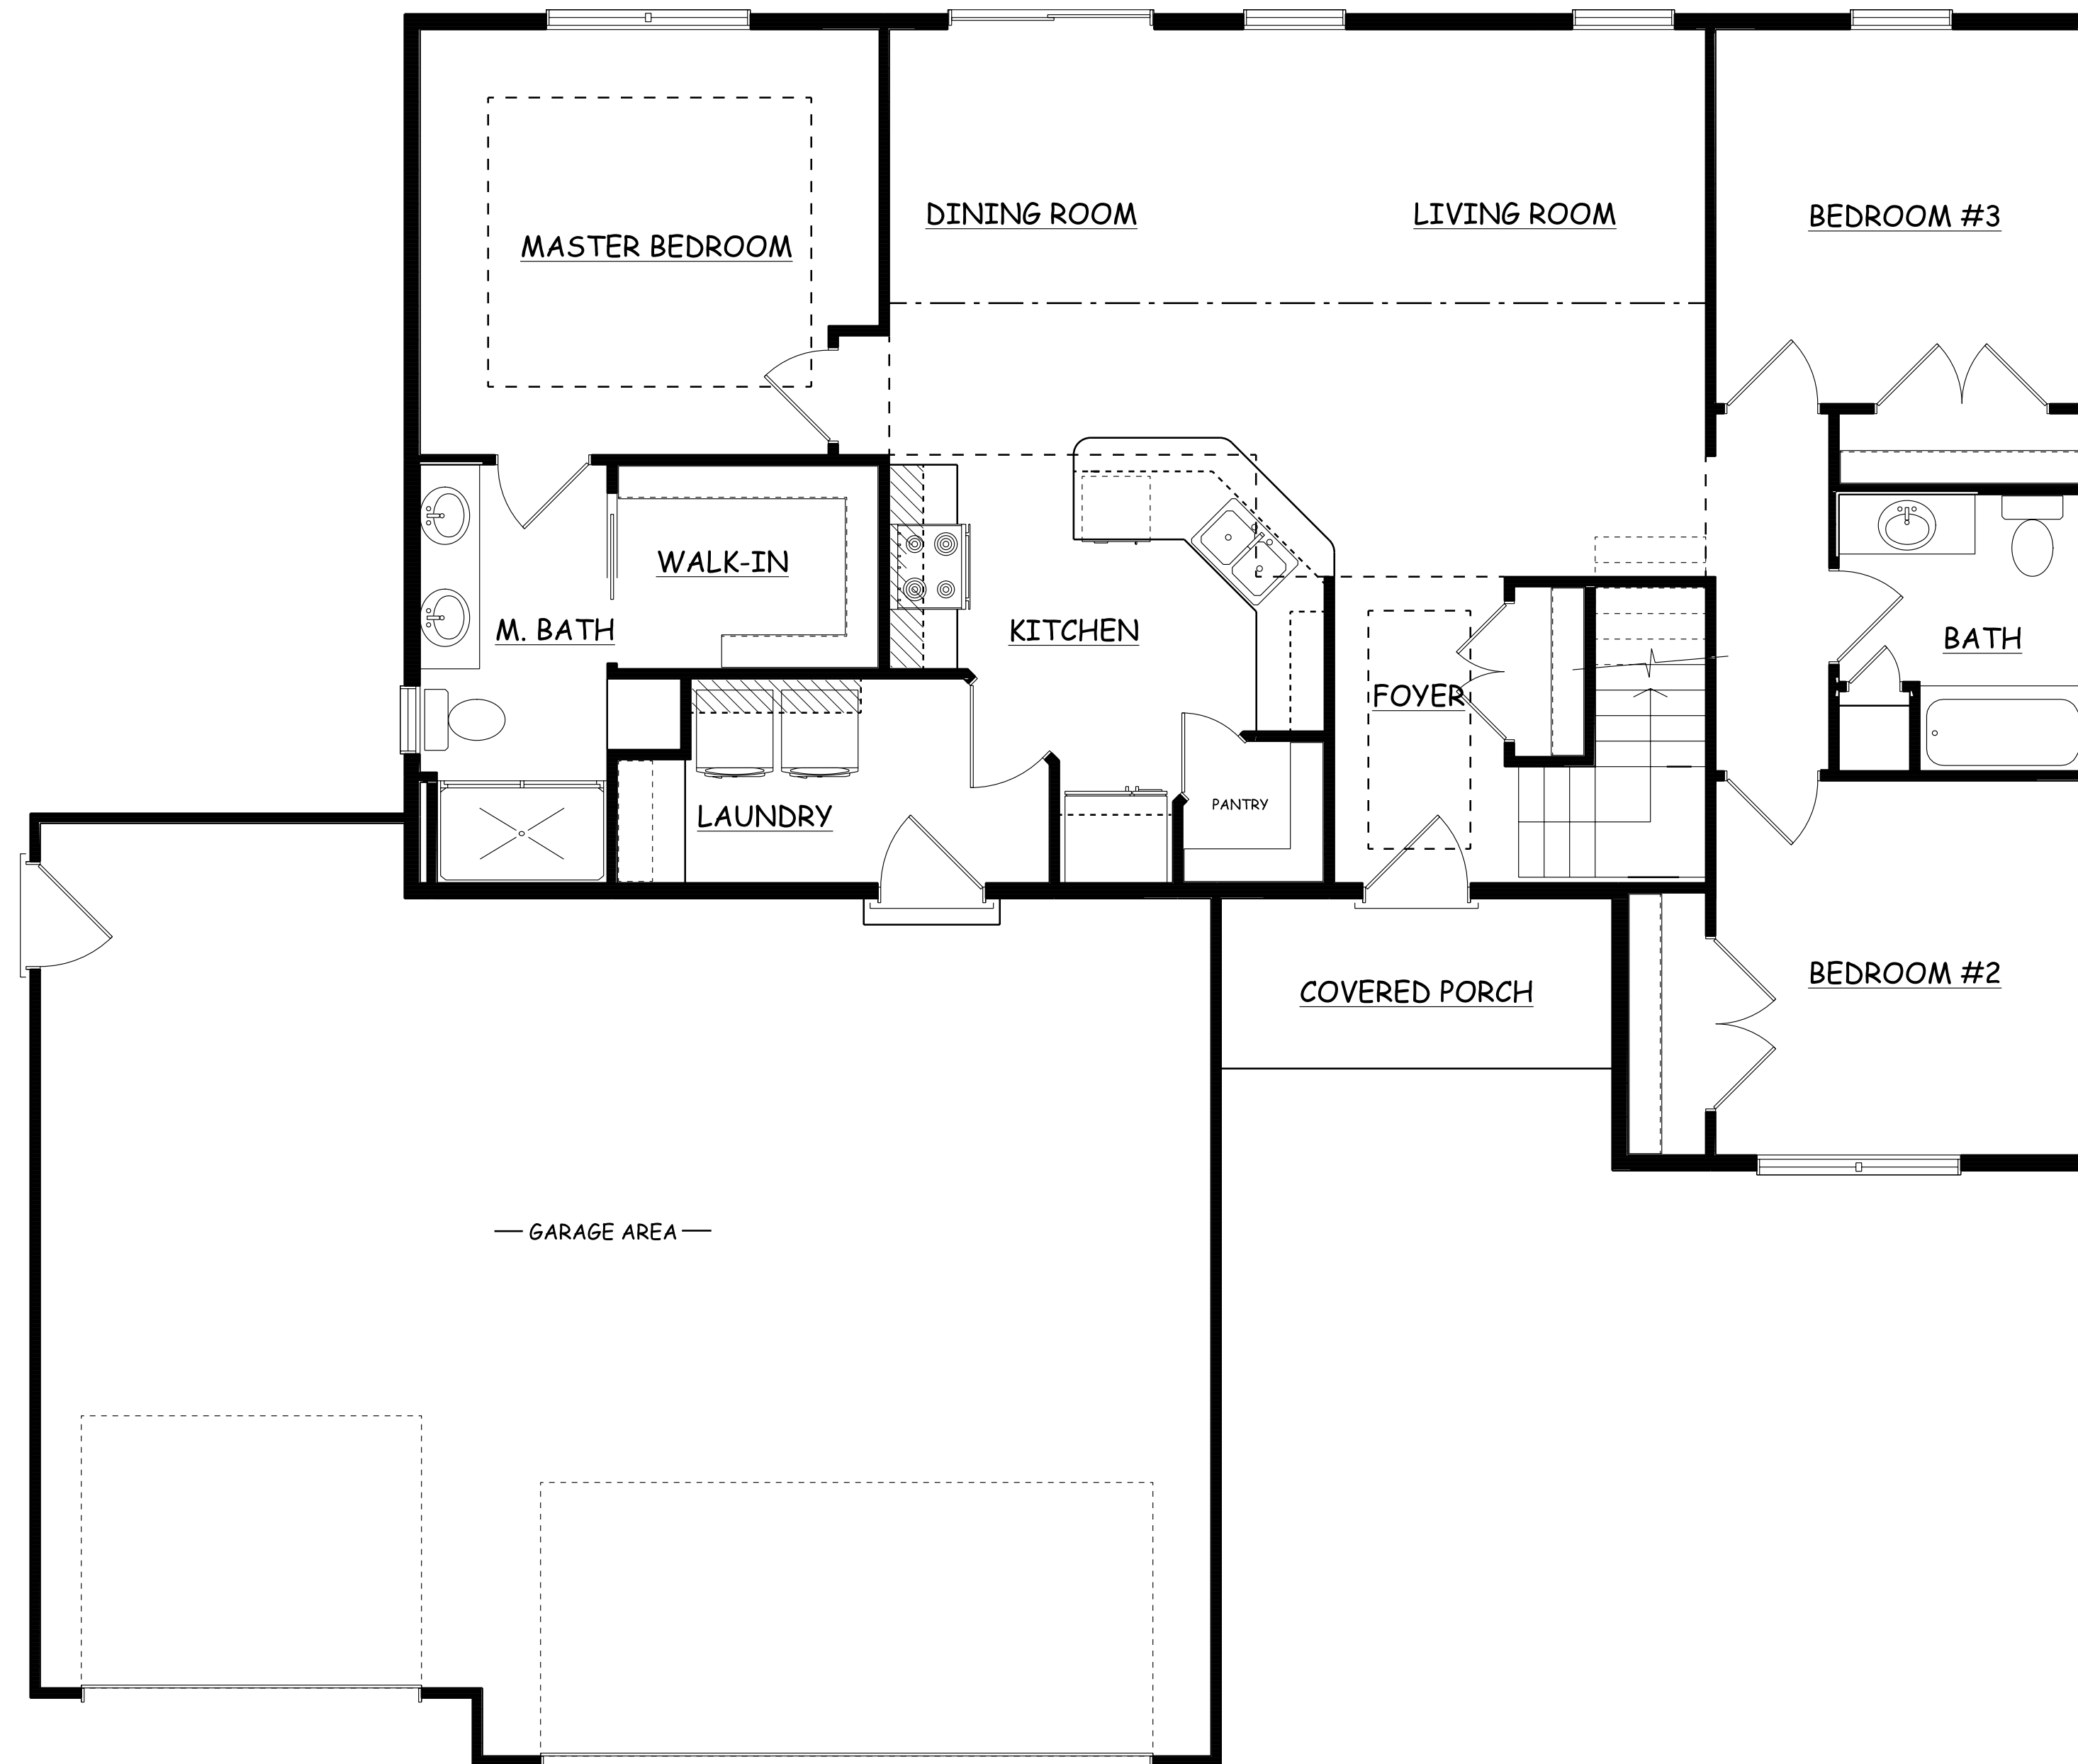 DINING ROOM
LIVING ROOM
BEDROOM #3
MASTER BEDROOM
WALK-IN
M. BATH
KITCHEN
BATH
FOYER
PANTRY
LAUNDRY
BEDROOM #2
COVERED PORCH
GARAGE AREA